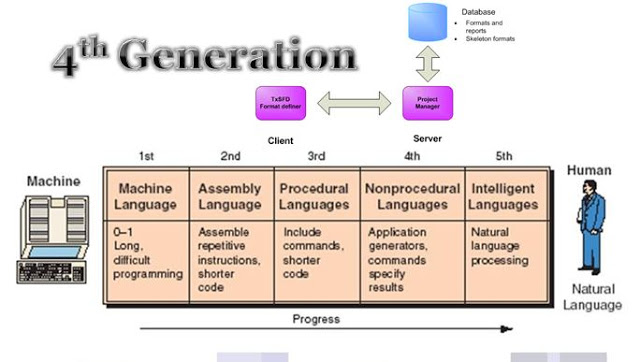 4th Generation
Database
• Formats and
reports
• Skeleton formats
TxSFD
Format definer
Project
Manager
Client
Server
1st
2nd
3rd
4th
5th
Machine
Human
Machine
Language
Assembly
Language
Procedural
Languages
Nonprocedural
Languages
Intelligent
Languages
0–1
Long,
difficult
programming
Assemble
repetitive
instructions,
shorter
code
Include
commands,
shorter
code
Application
generators,
commands
specify
results
Natural
language
processing
Natural
Language
Progress